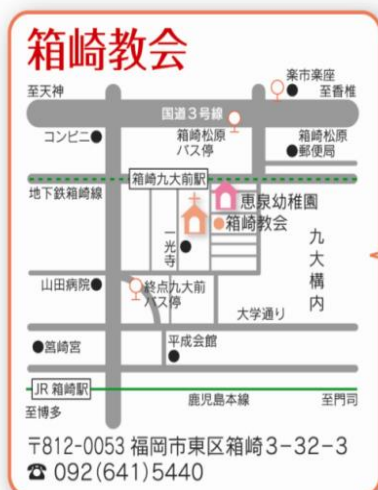 箱崎教会
楽市楽座
至天神
至香椎
国道3号線
コンビニ
箱崎松原
バス停
箱崎松原
郵便局
箱崎九大前駅
地下鉄箱崎線
恵泉幼稚園
箱崎教会
一光寺
九大構内
山田病院
終点九大前
バス停
大学通り
筥崎宮
平成会館
JR 箱崎駅
鹿児島本線
至博多
至門司
〒812-0053 福岡市東区箱崎3-32-3
☎ 092(641)5440